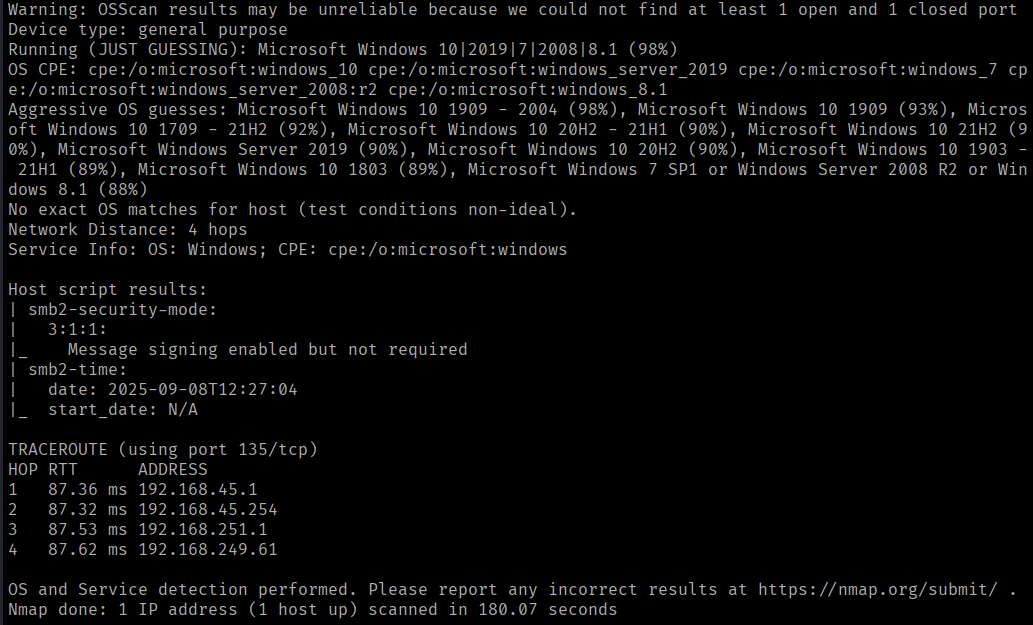 Warning: OSScan results may be unreliable because we could not find at least 1 open and 1 closed port
Device type: general purpose
Running (JUST GUESSING): Microsoft Windows 10|2019|7|2008|8.1 (98%)
OS CPE: cpe:/o:microsoft:windows_10 cpe:/o:microsoft:windows_server_2019 cpe:/o:microsoft:windows_7 cp
e:/o:microsoft:windows_server_2008:r2 cpe:/o:microsoft:windows_8.1
Aggressive OS guesses: Microsoft Windows 10 1909 - 2004 (98%), Microsoft Windows 10 1909 (93%), Micros
oft Windows 10 1709 - 21H2 (92%), Microsoft Windows 10 20H2 - 21H1 (90%), Microsoft Windows 10 21H2 (9
0%), Microsoft Windows Server 2019 (90%), Microsoft Windows 10 20H2 (90%), Microsoft Windows 10 1903 -
 21H1 (89%), Microsoft Windows 10 1803 (89%), Microsoft Windows 7 SP1 or Windows Server 2008 R2 or Win
dows 8.1 (88%)
No exact OS matches for host (test conditions non-ideal).
Network Distance: 4 hops
Service Info: OS: Windows; CPE: cpe:/o:microsoft:windows

Host script results:
| smb2-security-mode:
|   3:1:1:
|_    Message signing enabled but not required
| smb2-time:
|   date: 2025-09-08T12:27:04
|_  start_date: N/A

TRACEROUTE (using port 135/tcp)
HOP RTT      ADDRESS
1   87.36 ms 192.168.45.1
2   87.32 ms 192.168.45.254
3   87.53 ms 192.168.251.1
4   87.62 ms 192.168.249.61

OS and Service detection performed. Please report any incorrect results at https://nmap.org/submit/ .
Nmap done: 1 IP address (1 host up) scanned in 180.07 seconds